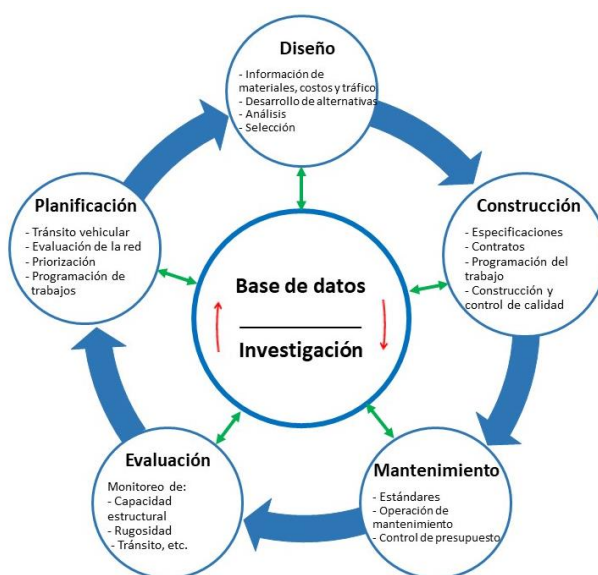 Diseño
- Información de
materiales, costos y tráfico
- Desarrollo de alternativas
- Análisis
- Selección
Planificación
- Tránsito vehicular
- Evaluación de la red
- Priorización
- Programación de
trabajos
Construcción
- Especificaciones
- Contratos
- Programación del
trabajo
- Construcción y
control de calidad
Base de datos
Investigación
Evaluación
Monitoreo de:
- Capacidad
estructural
- Rugosidad
- Tránsito, etc.
Mantenimiento
- Estándares
- Operación de
mantenimiento
- Control de presupuesto